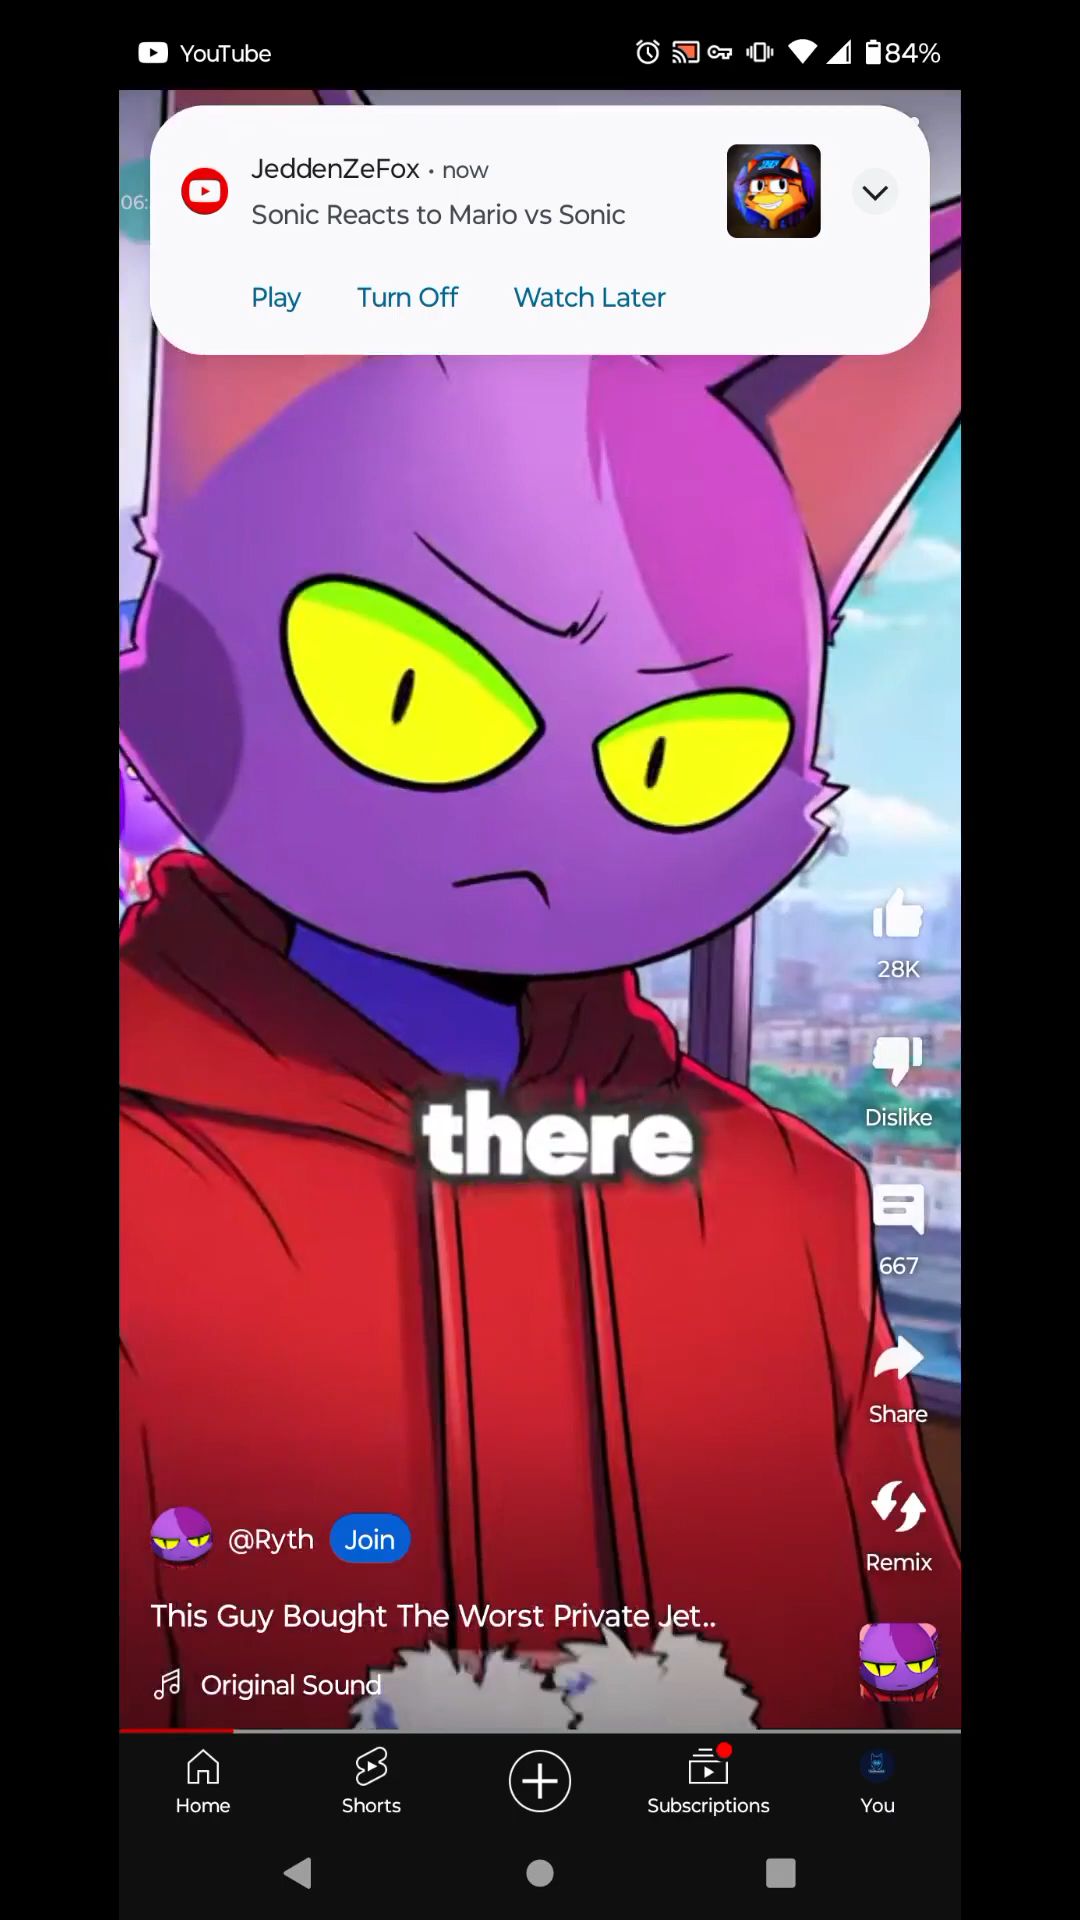 YouTube
84%
JeddenZeFox • now
Sonic Reacts to Mario vs Sonic
Play Turn Off Watch Later
06:
there
28K
Dislike
667
Share
Remix
@Ryth Join
This Guy Bought The Worst Private Jet..
Original Sound
Home Shorts Subscriptions You